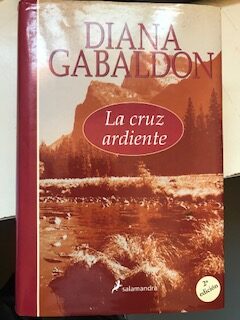 DIANA
GABALDON
La cruz
ardiente
2ª
edición
salamandra